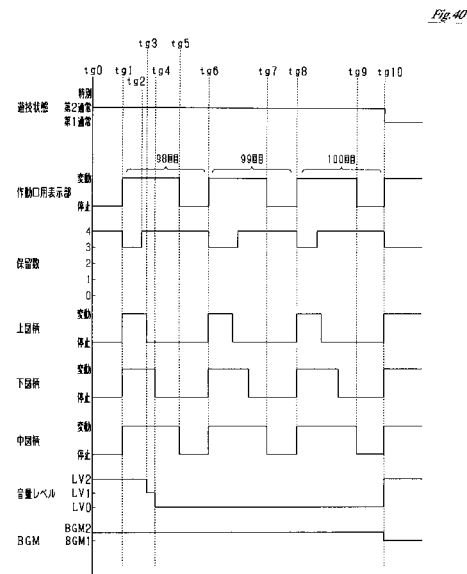 Fig.40
tg3 tg5
tg0 tg1 tg4 tg6 tg7 tg8 tg9 tg10
tg2
特別
遊技状態 第2通常
第1通常
98回目 99回目 100回目
作動口用表示部 変動
停止
保留数
4
3
2
1
0
上図柄 変動
停止
下図柄 変動
停止
中図柄 変動
停止
音量レベル
LV2
LV1
LV0
BGM2
BGM BGM1